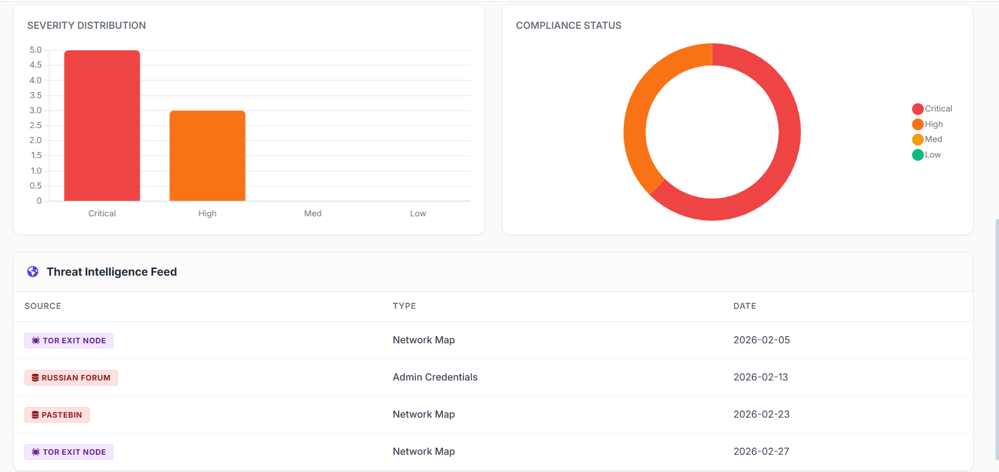 SEVERITY DISTRIBUTION
5.0
4.5
4.0
3.5
3.0
2.5
2.0
1.5
1.0
0.5
0
Critical High Med Low
COMPLIANCE STATUS
Critical
High
Med
Low
Threat Intelligence Feed
SOURCE TYPE DATE
TOR EXIT NODE Network Map 2026-02-05
RUSSIAN FORUM Admin Credentials 2026-02-13
PASTEBIN Network Map 2026-02-23
TOR EXIT NODE Network Map 2026-02-27